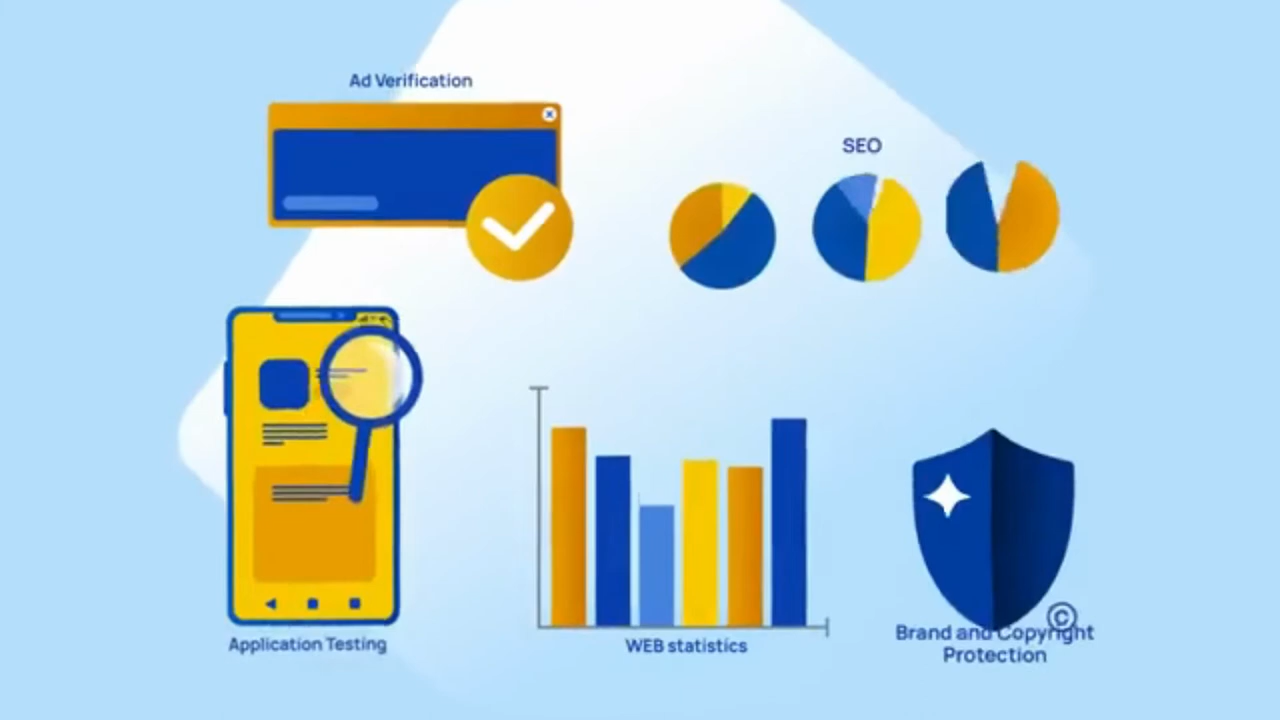 Ad Verification
SEO
Application Testing
WEB statistics
©
Brand and Copyright
Protection